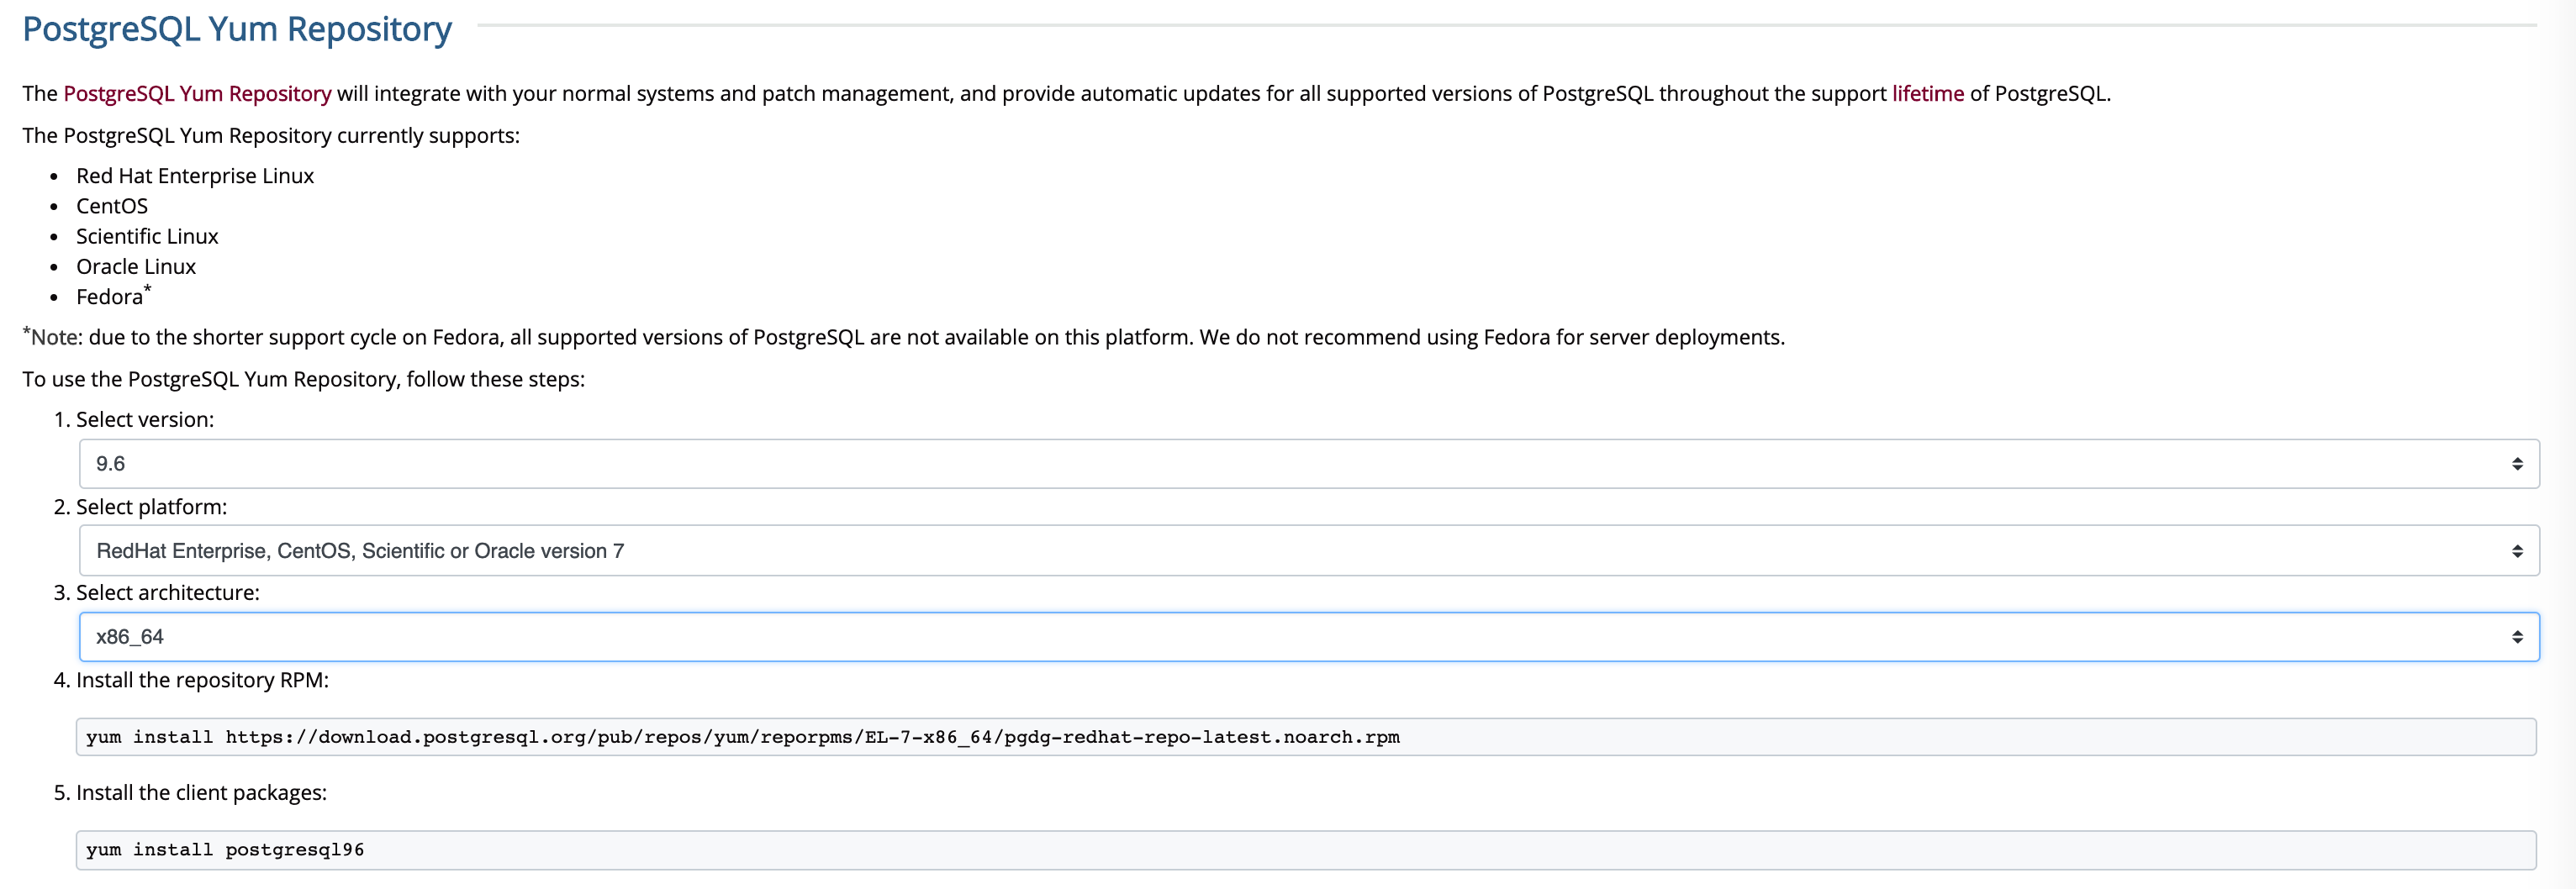 PostgreSQL Yum Repository
The PostgreSQL Yum Repository will integrate with your normal systems and patch management, and provide automatic updates for all supported versions of PostgreSQL throughout the support lifetime of PostgreSQL.
The PostgreSQL Yum Repository currently supports:
• Red Hat Enterprise Linux
• CentOS
• Scientific Linux
• Oracle Linux
• Fedora*
*Note: due to the shorter support cycle on Fedora, all supported versions of PostgreSQL are not available on this platform. We do not recommend using Fedora for server deployments.
To use the PostgreSQL Yum Repository, follow these steps:
1. Select version:
9.6
2. Select platform:
RedHat Enterprise, CentOS, Scientific or Oracle version 7
3. Select architecture:
x86_64
4. Install the repository RPM:
yum install https://download.postgresql.org/pub/repos/yum/reporpms/EL-7-x86_64/pgdg-redhat-repo-latest.noarch.rpm
5. Install the client packages:
yum install postgresql96